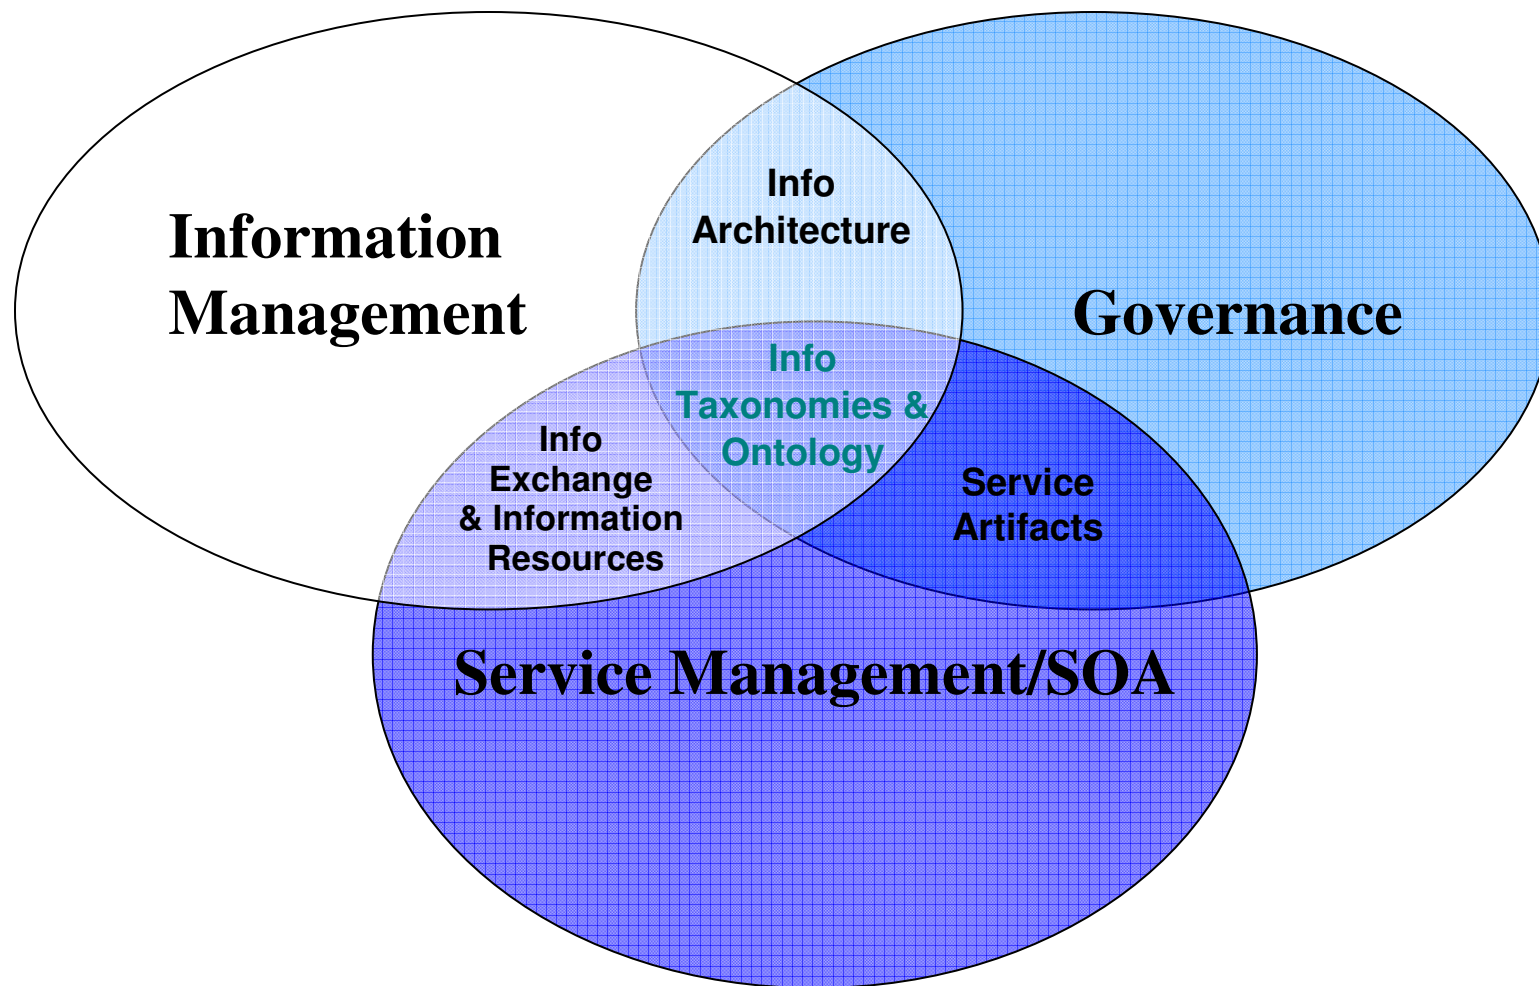 Information
Management
Info
Architecture
Governance
Info
Taxonomies &
Ontology
Info
Exchange
& Information
Resources
Service
Artifacts
Service Management/SOA